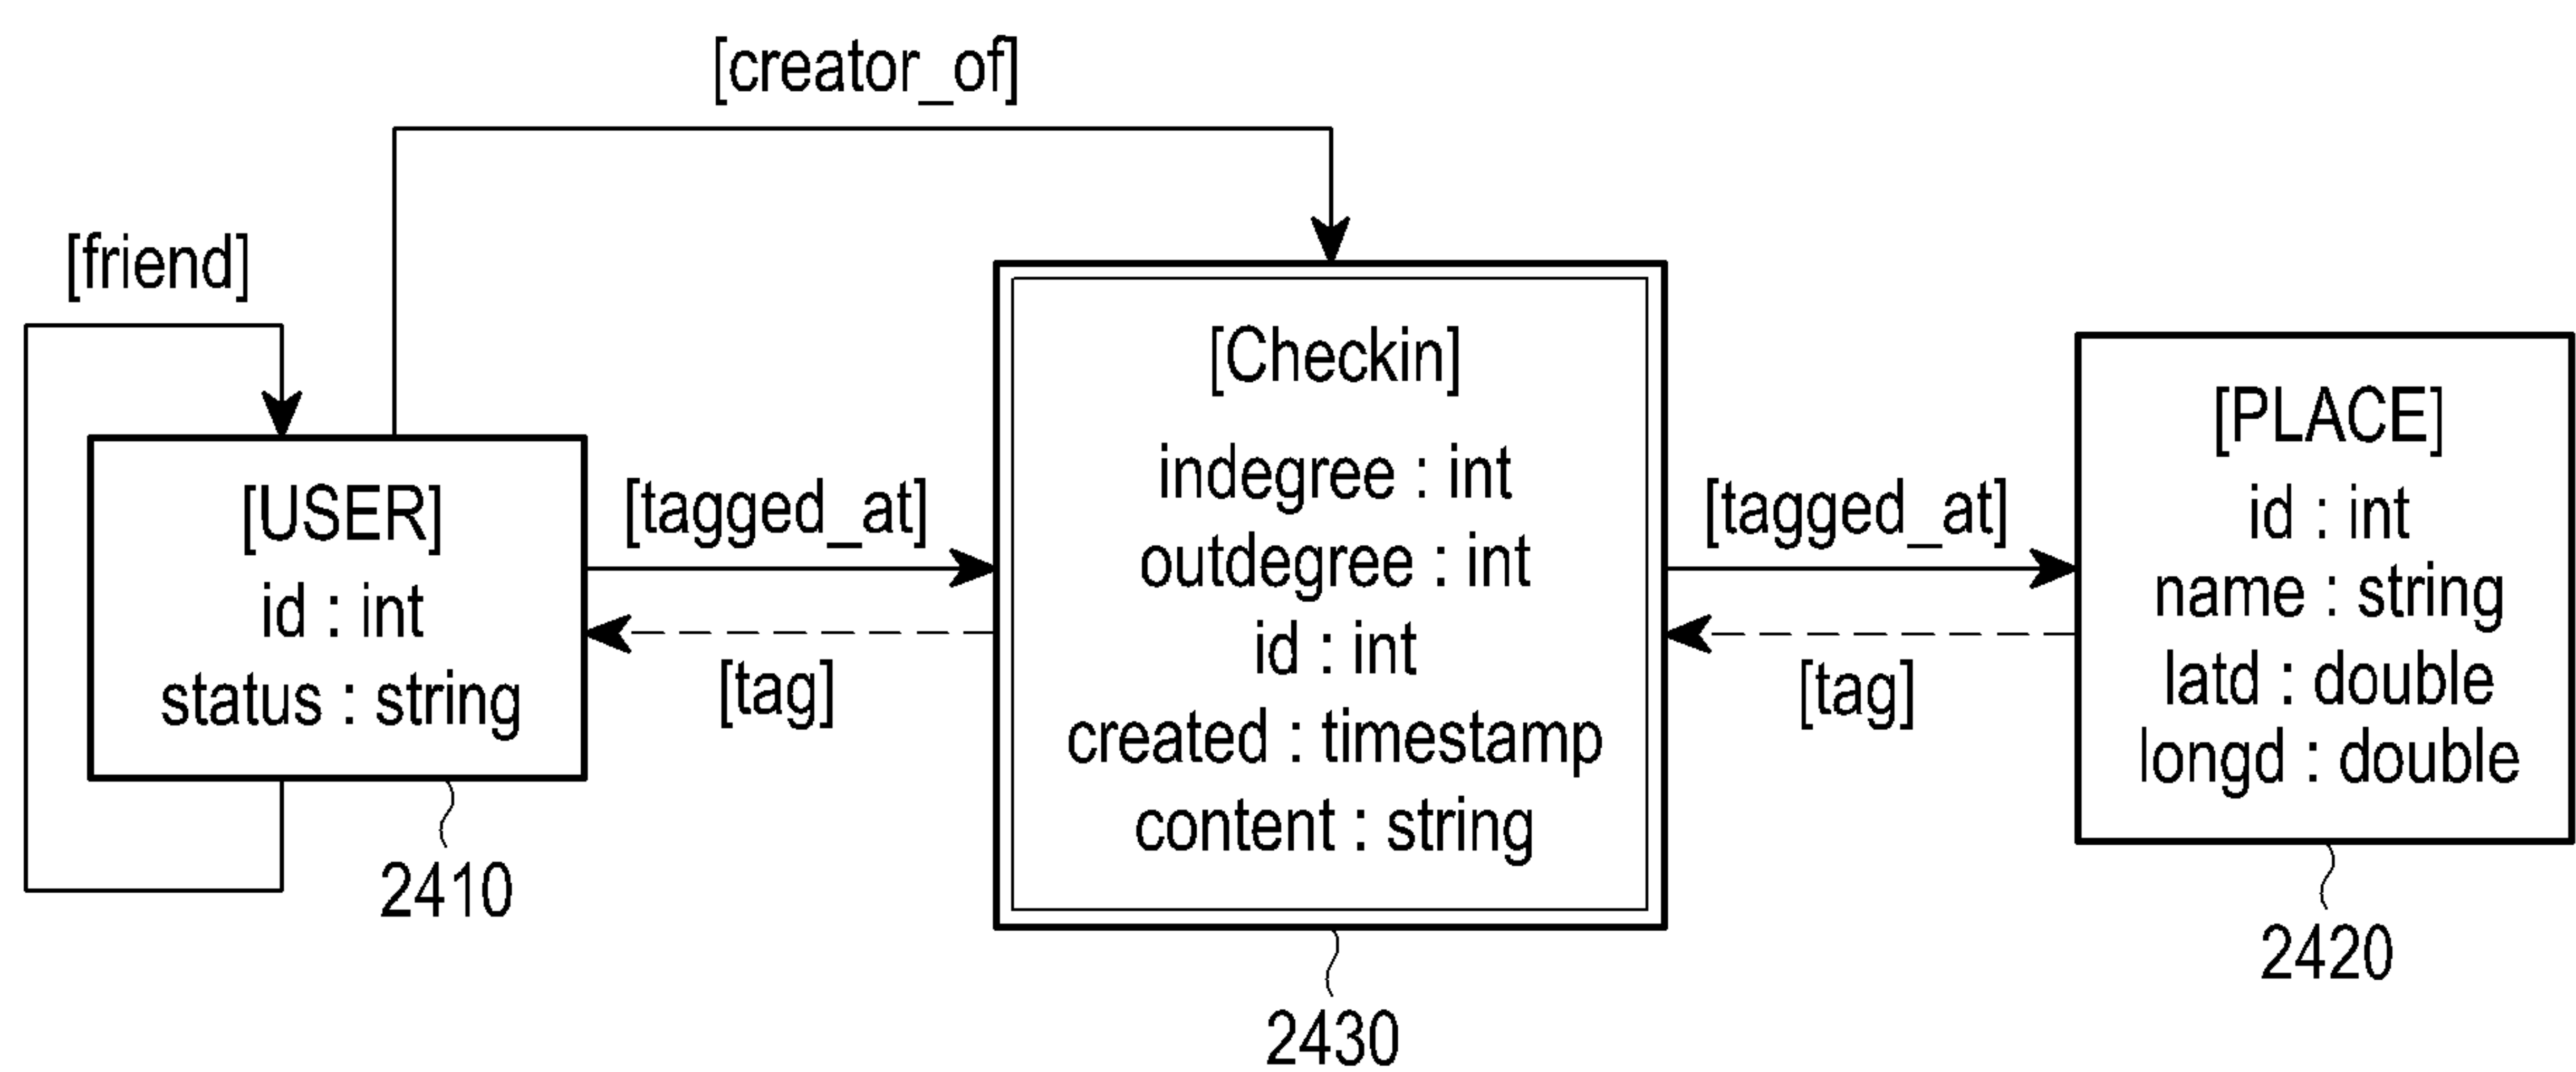 [creator_of]
[friend]
[USER]
id : int
status : string
2410
[tagged_at]
[tag]
[Checkin]
indegree : int
outdegree : int
id : int
created : timestamp
content : string
2430
[tagged_at]
[tag]
[PLACE]
id : int
name : string
latd : double
longd : double
2420